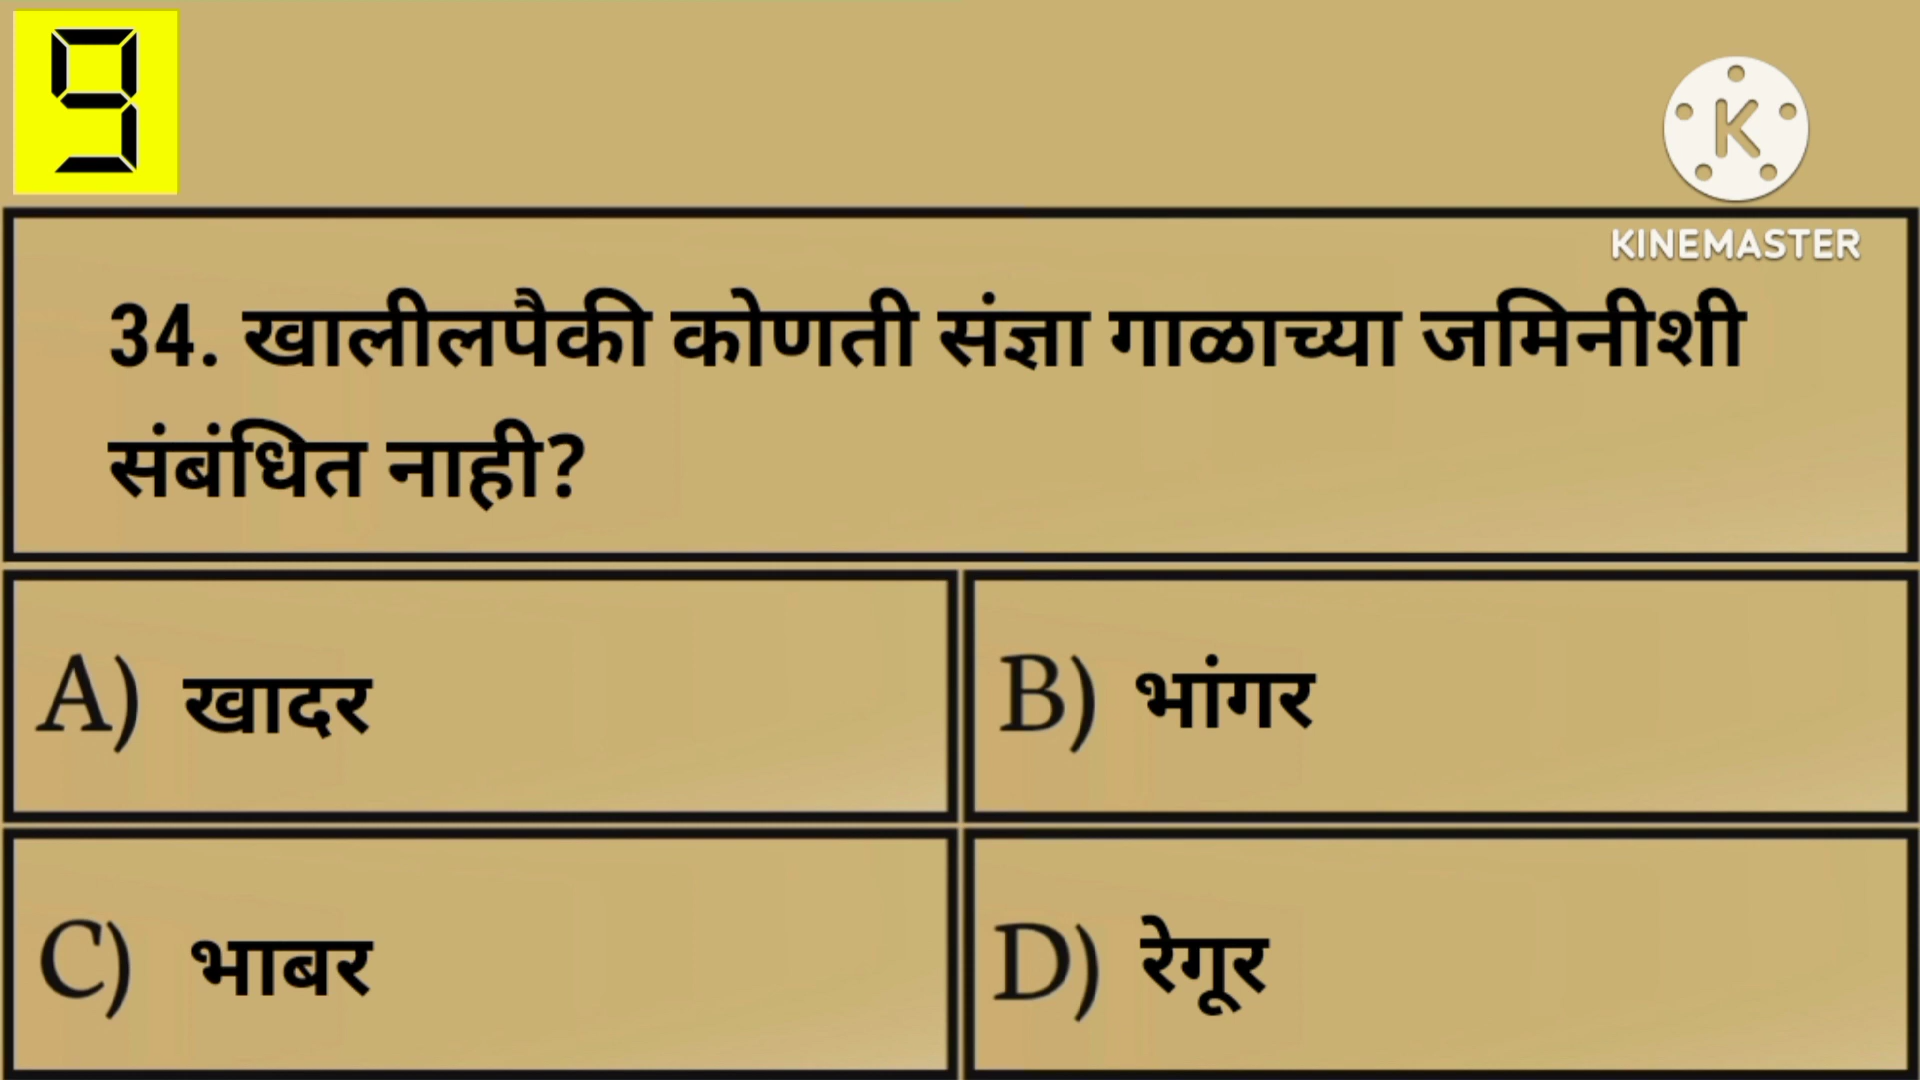 9
KINEMASTER
34. खालीलपैकी कोणती संज्ञा गाळाच्या जमिनीशी
संबंधित नाही?
A) खादर
B) भांगर
C) भाबर
D) रेगूर